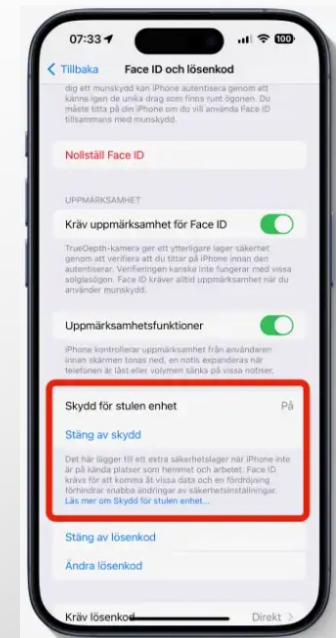 07:33
100
Tillbaka
Face ID och lösenkod
dig ett munskydd kan iPhone autentisera genom att
känna igen de unika drag som finns runt ögonen. Du
måste titta på din iPhone om du vill använda Face ID
tillsammans med munskydd.
Nollställ Face ID
UPPMÄRKSAMHET
Kräv uppmärksamhet för Face ID
TrueDepth-kamera ger ett ytterligare lager säkerhet
genom att verifiera att du tittar på iPhone innan den
autentiserar. Verifieringen kanske inte fungerar med vissa
solglasögon. Face ID kräver alltid uppmärksamhet när du
använder munskydd.
Uppmärksamhetsfunktioner
iPhone kontrollerar uppmärksamhet från användaren
innan skärmen tonas ned, en notis expanderas när
telefonen är låst eller volymen sänks på vissa notiser.
Skydd för stulen enhet
På
Stäng av skydd
Det här lägger till ett extra säkerhetslager när iPhone inte
är på kända platser som hemmet och arbetet. Face ID
krävs för att komma åt vissa data och en fördröjning
förhindrar snabba ändringar av säkerhetsinställningar.
Läs mer om Skydd för stulen enhet...
Stäng av lösenkod
Ändra lösenkod
Kräv lösenkod
Direkt